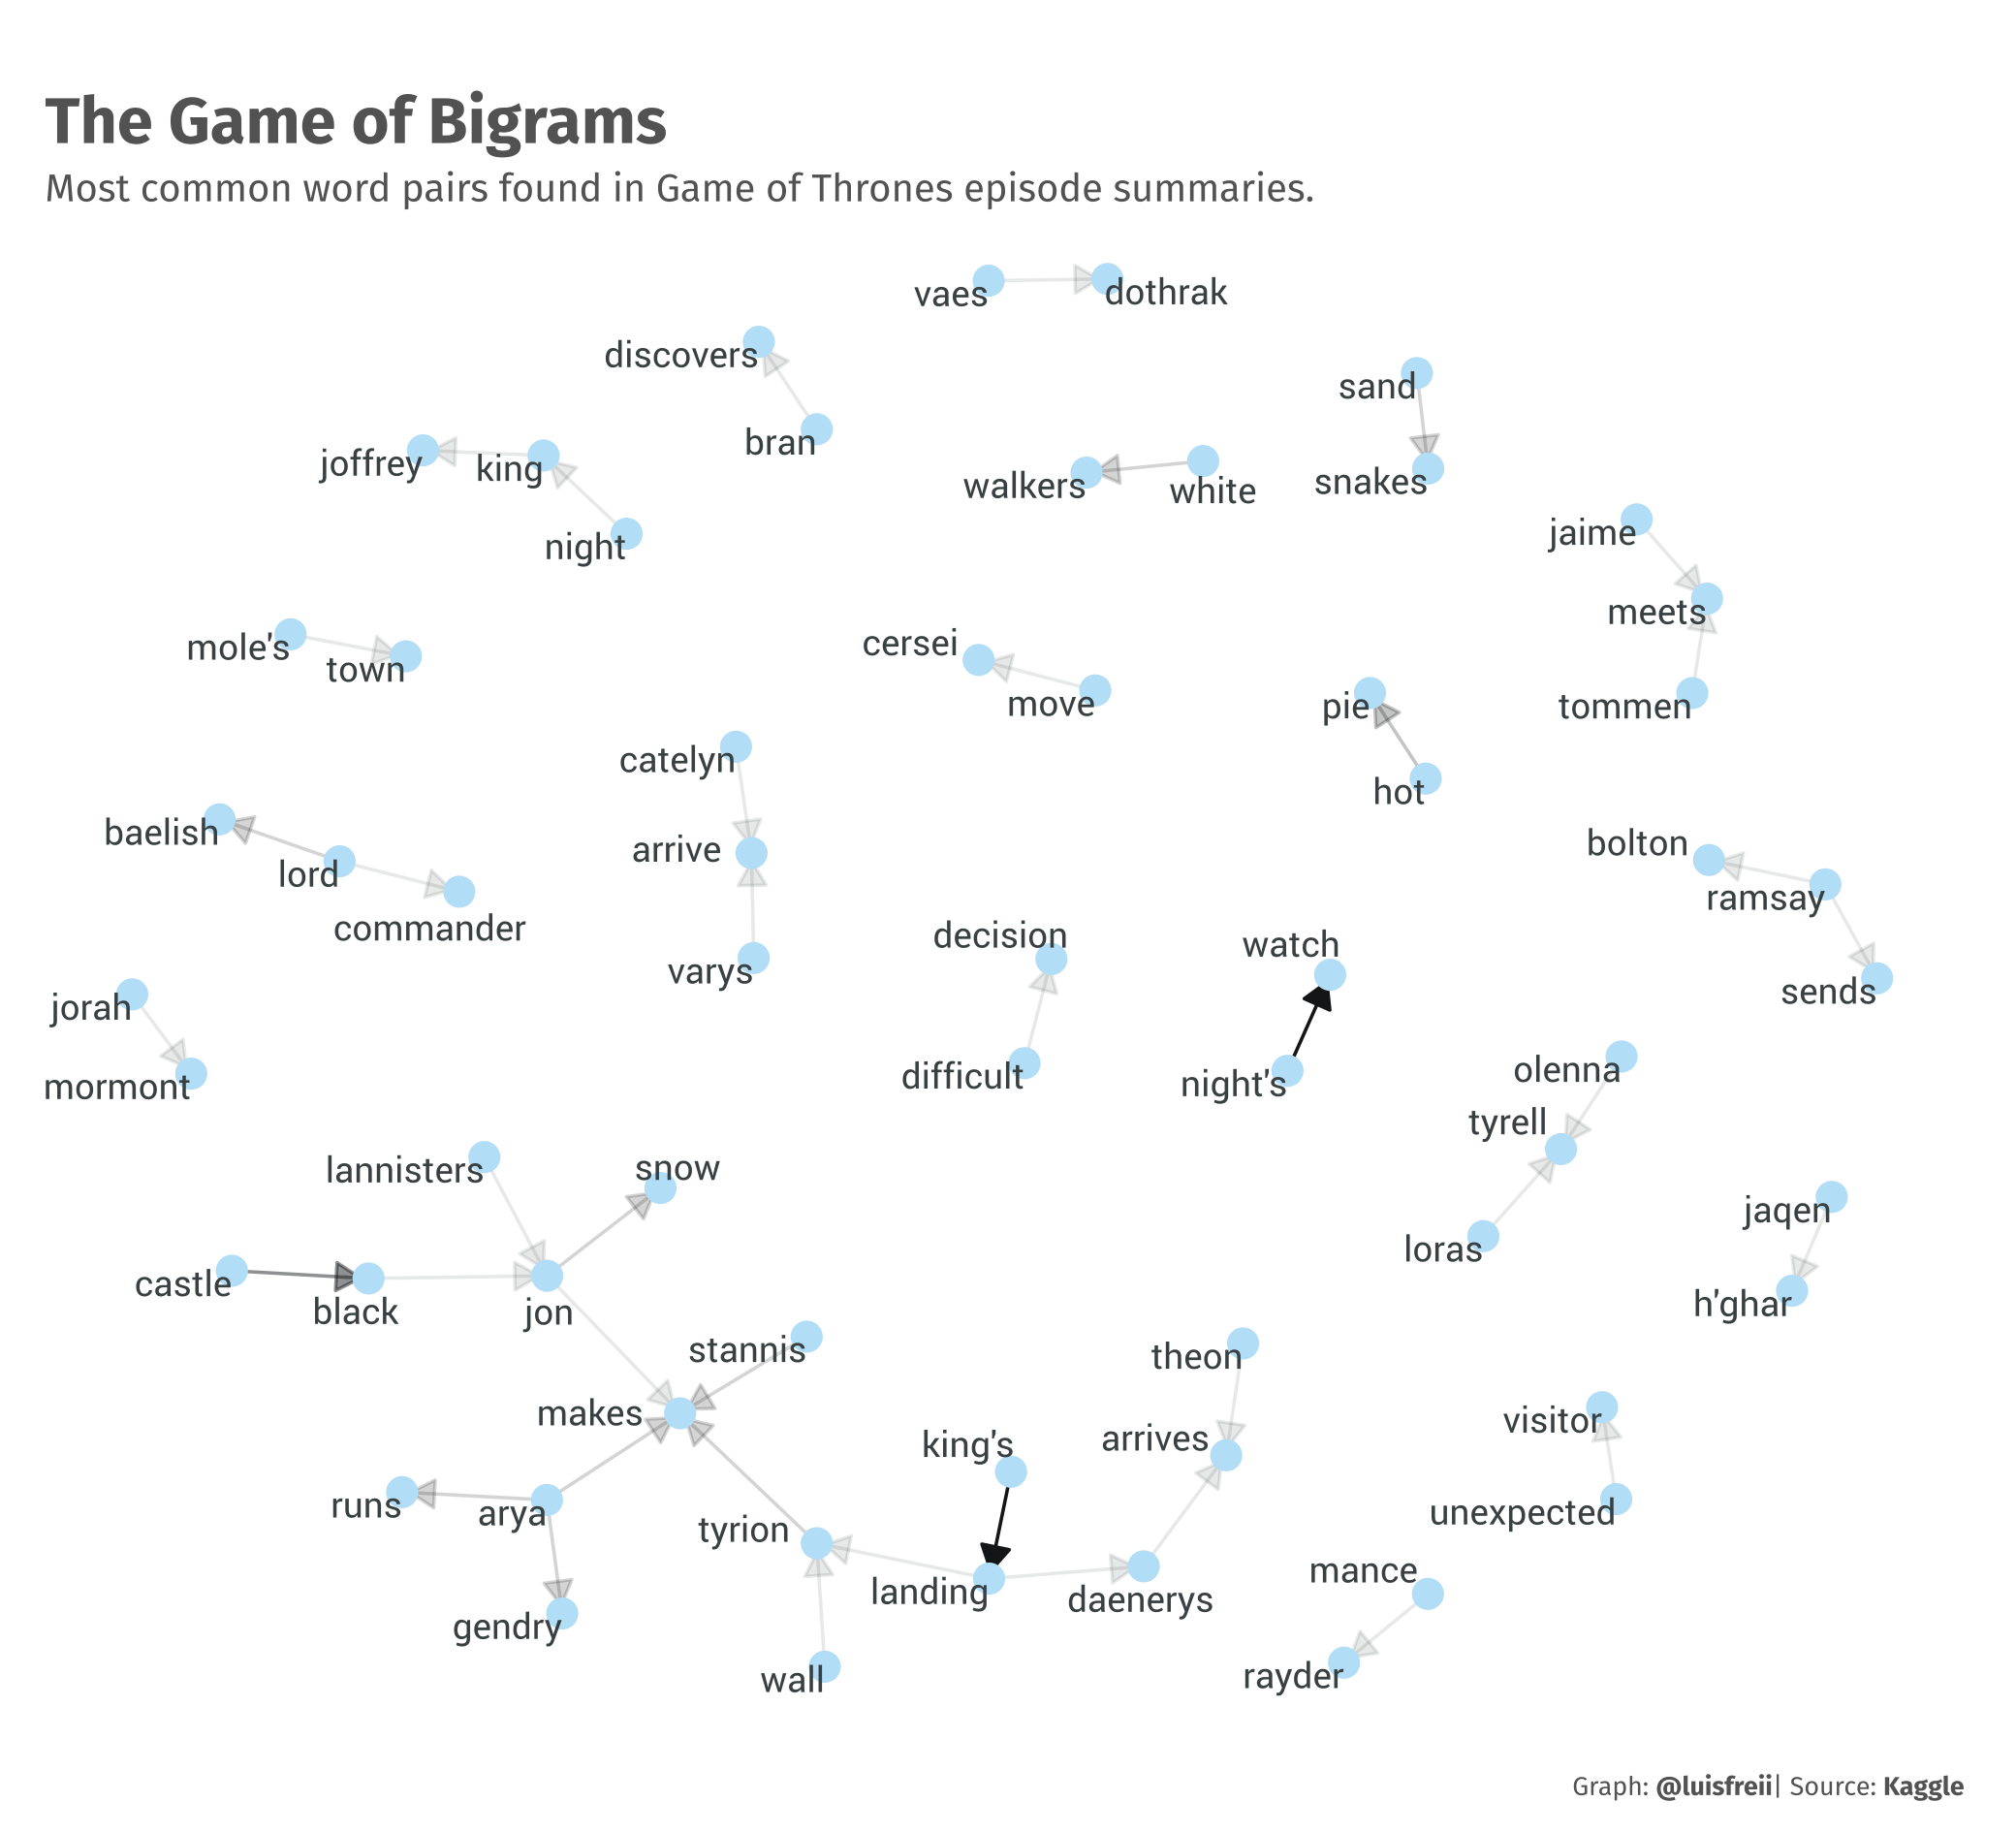 The Game of Bigrams
Most common word pairs found in Game of Thrones episode summaries.
vaes
dothrak
discovers
bran
sand
snakes
joffrey
king
night
walkers
white
jaime
meets
tommen
mole's
town
cersei
move
pie
hot
catelyn
arrive
varys
baelish
lord
commander
bolton
ramsay
sends
decision
difficult
watch
night's
jorah
mormont
olenna
tyrell
loras
lannisters
snow
castle
black
jon
jaqen
h'ghar
stannis
makes
theon
arrives
king's
landing
daenerys
runs
arya
gendry
tyrion
wall
visitor
unexpected
mance
rayder
Graph: @luisfreii| Source: Kaggle